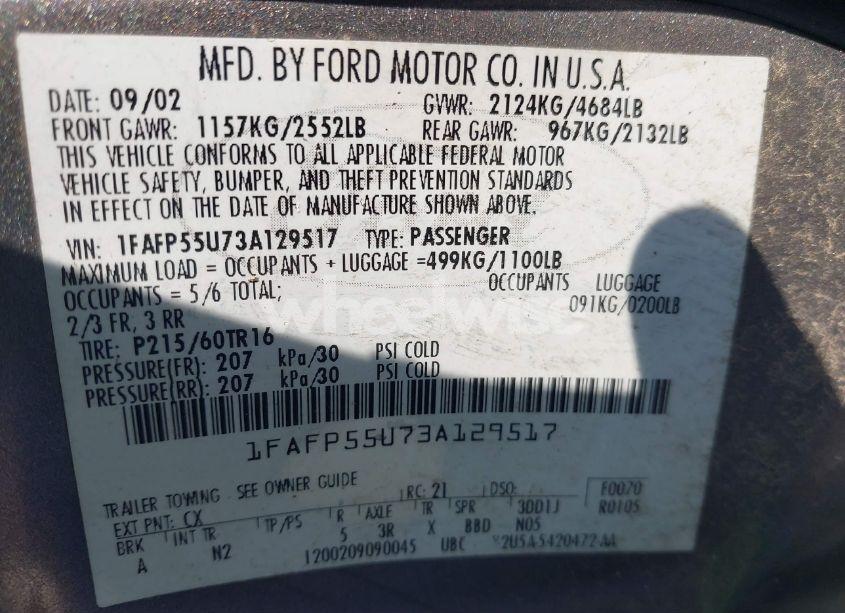 MFD. BY FORD MOTOR CO. IN U.S.A.
DATE: 09/02 GVWR: 2124KG/4684LB
FRONT GAWR: 1157KG/2552LB REAR GAWR: 967KG/2132LB
THIS VEHICLE CONFORMS TO ALL APPLICABLE FEDERAL MOTOR
VEHICLE SAFETY, BUMPER, AND THEFT PREVENTION STANDARDS
IN EFFECT ON THE DATE OF MANUFACTURE SHOWN ABOVE.
VIN: 1FAFP55U73A129517 TYPE: PASSENGER
MAXIMUM LOAD = OCCUPANTS + LUGGAGE =499KG/1100LB
OCCUPANTS = 5/6 TOTAL; OCCUPANTS LUGGAGE
2/3 FR, 3 RR 091KG/0200LB
wheelwise
TIRE: P215/60TR16
PRESSURE(FR): 207 kPa/30 PSI COLD
PRESSURE(RR): 207 kPa/30 PSI COLD
1FAFP55U73A129517
TRAILER TOWING SEE OWNER GUIDE
EXT PNT: CX RC: 21 DSO: F0070
R0105
BRK INT TR TP/PS R AXLE TR SPR 3DD1J
A N2 5 3R X BBD N05
1200209090045 UBC 2U5A-5420472-AA